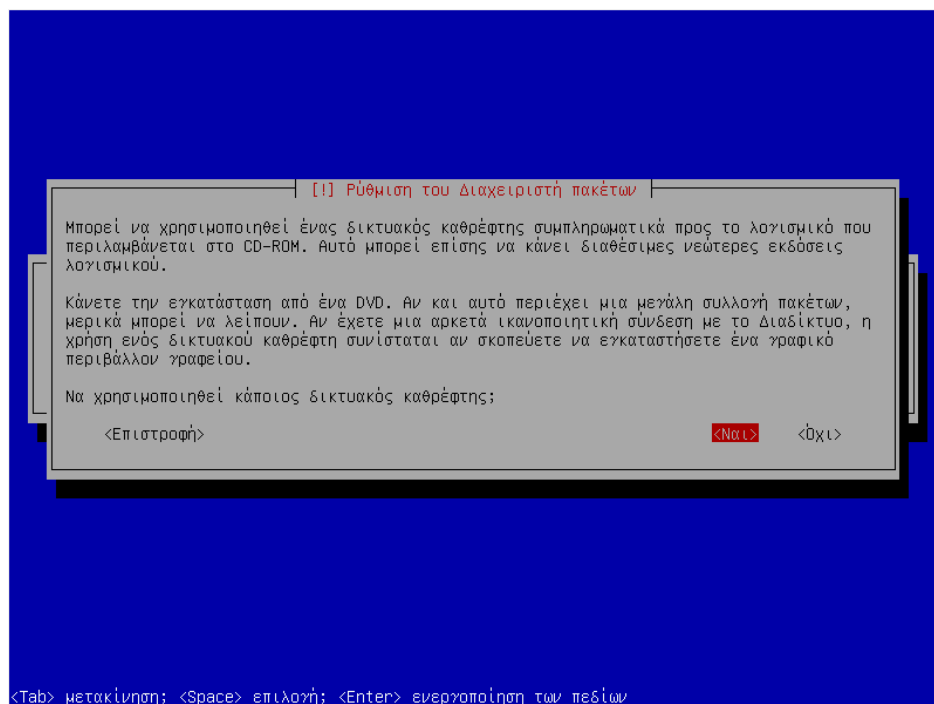 [!] Ρύθμιση του Διαχειριστή πακέτων
Μπορεί να χρησιμοποιηθεί ένας δικτυακός καθρέφτης συμπληρωματικά προς το λογισμικό που
περιλαμβάνεται στο CD-ROM. Αυτό μπορεί επίσης να κάνει διαθέσιμες νεώτερες εκδόσεις
λογισμικού.
Κάνετε την εγκατάσταση από ένα DVD. Αν και αυτό περιέχει μια μεγάλη συλλογή πακέτων,
μερικά μπορεί να λείπουν. Αν έχετε μια αρκετά ικανοποιητική σύνδεση με το Διαδίκτυο, η
χρήση ενός δικτυακού καθρέφτη συνίσταται αν σκοπεύετε να εγκαταστήσετε ένα γραφικό
περιβάλλον γραφείου.
Να χρησιμοποιηθεί κάποιος δικτυακός καθρέφτης;
<Επιστροφή> <Ναι> <Όχι>
<Tab> μετακίνηση; <Space> επιλογή; <Enter> ενεργοποίηση των πεδίων